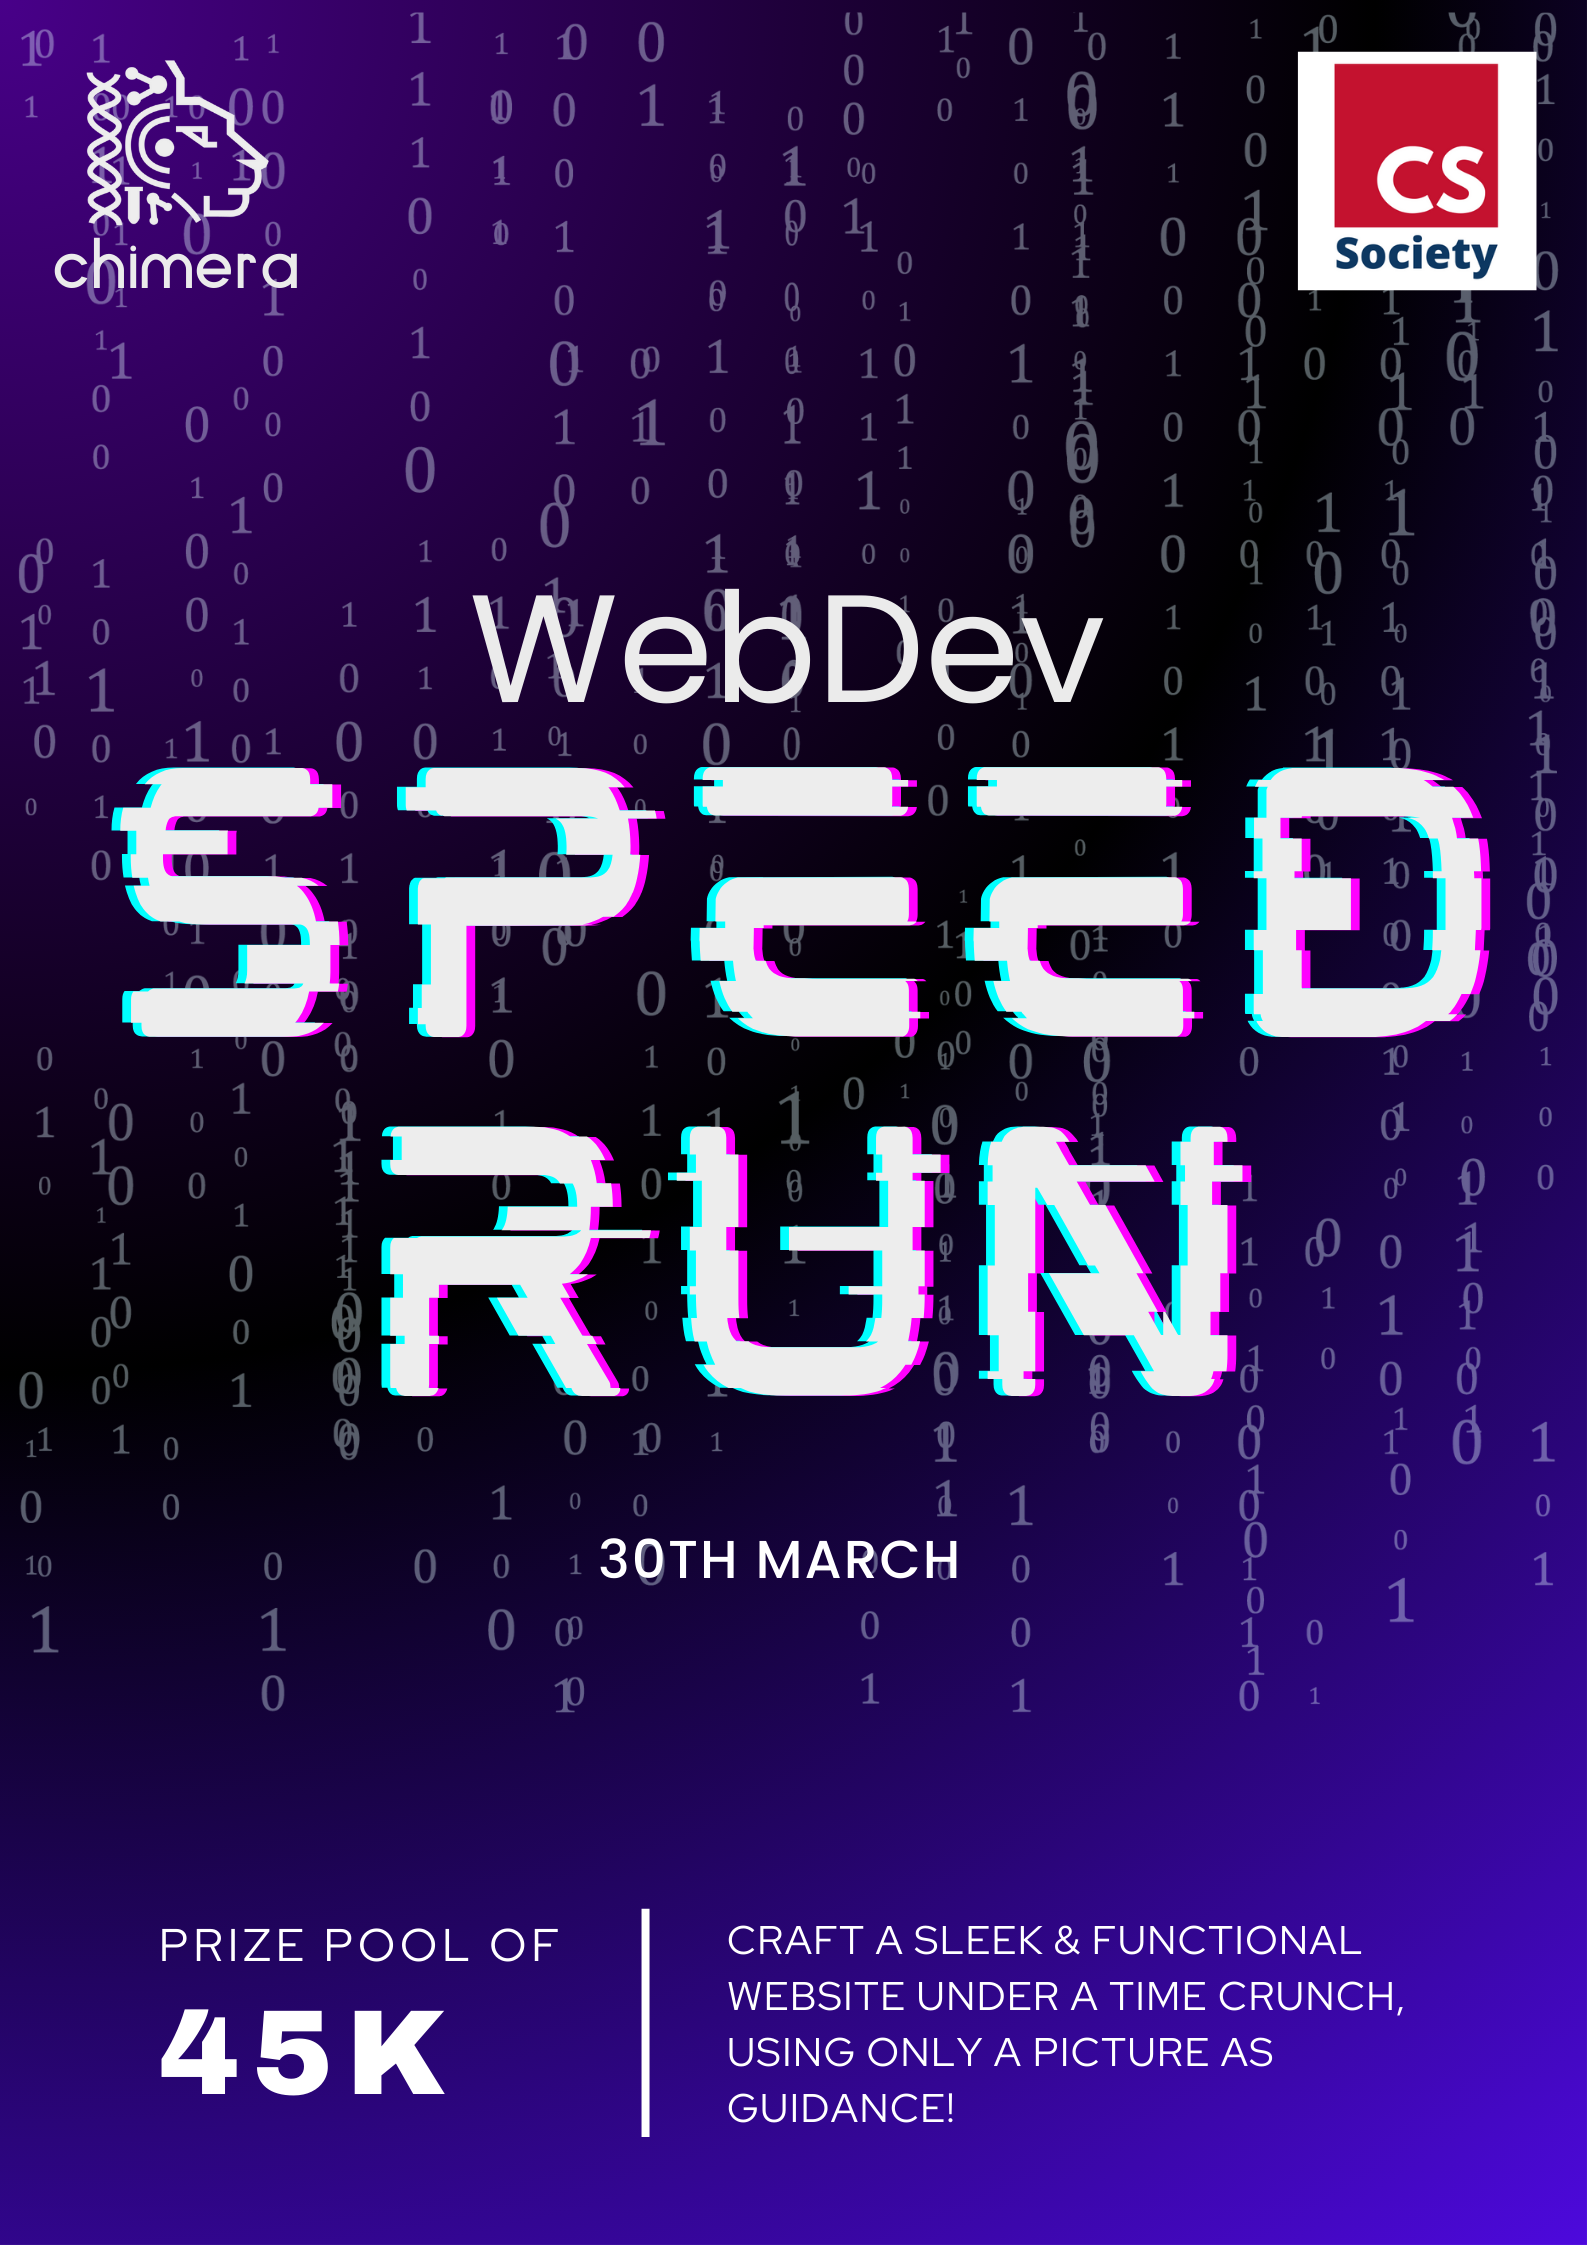 chimera
CS
Society
WebDev
SPEED
RUN
30TH MARCH
PRIZE POOL OF
45K
CRAFT A SLEEK & FUNCTIONAL
WEBSITE UNDER A TIME CRUNCH,
USING ONLY A PICTURE AS
GUIDANCE!